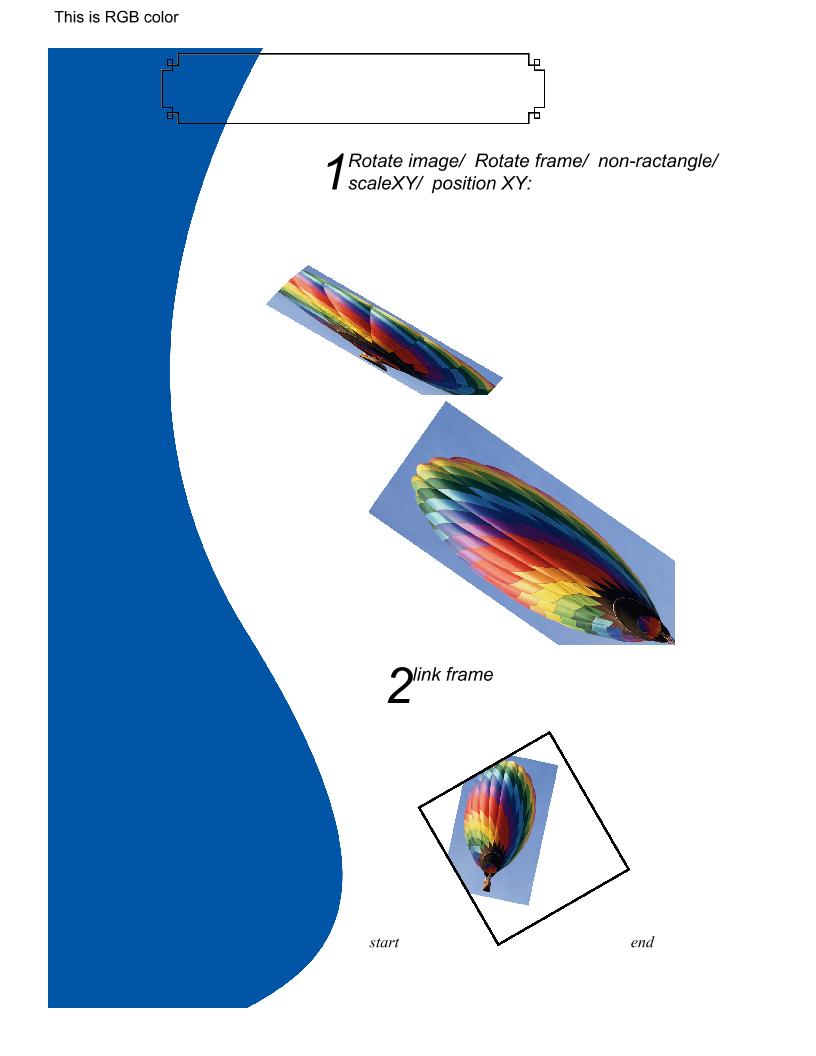 This is RGB color
1 Rotate image/ Rotate frame/ non-ractangle/
scaleXY/ position XY:
2 link frame
start end